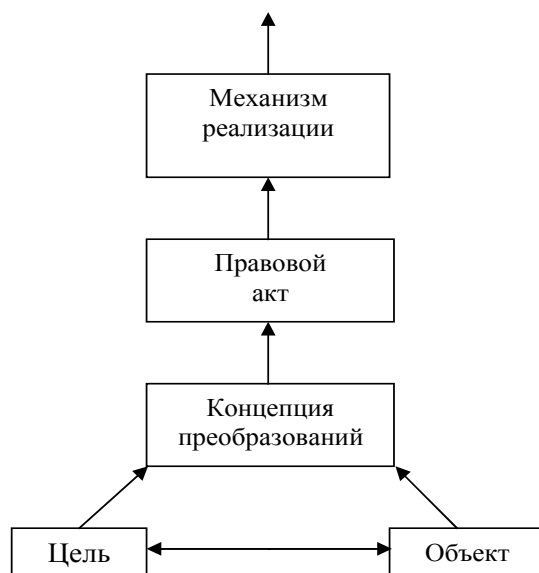 Механизм
реализации
Правовой
акт
Концепция
преобразований
Цель
Объект